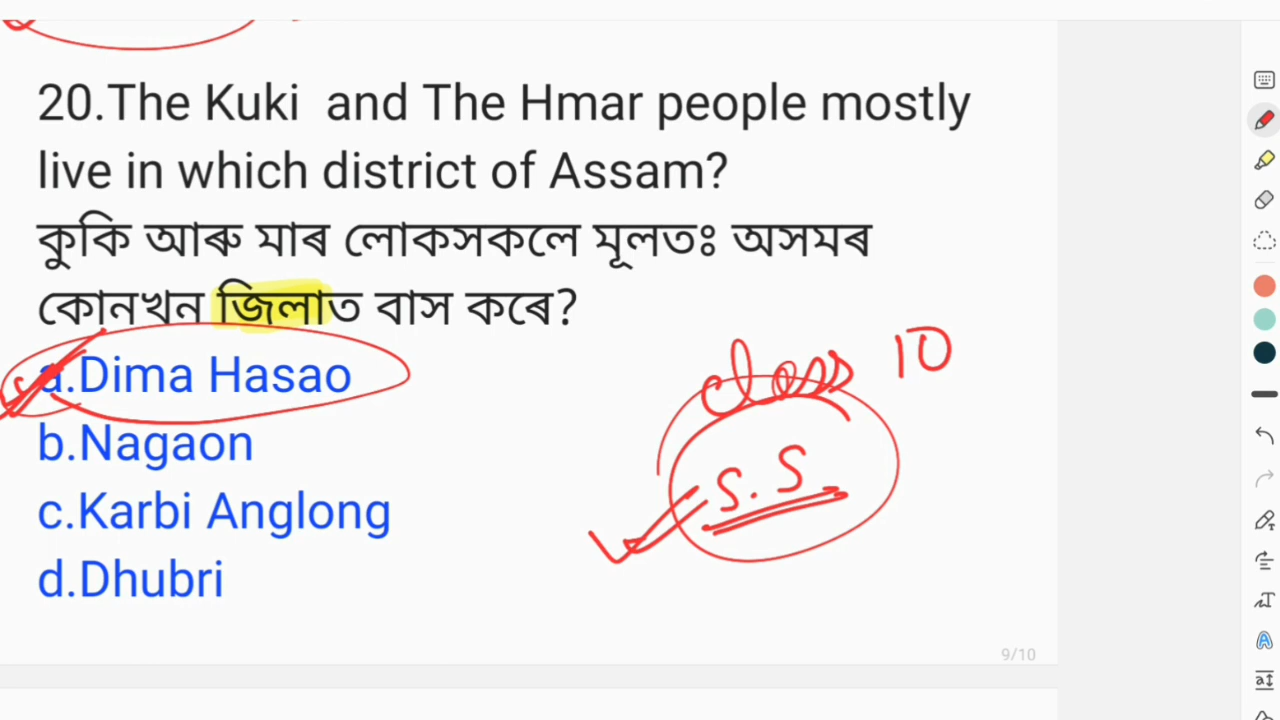 20.The Kuki and The Hmar people mostly
live in which district of Assam?
কুকি আৰু মাৰ লোকসকলে মূলতঃ অসমৰ
কোনখন জিলাত বাস কৰে?
a.Dima Hasao
class 10
b.Nagaon
S.S
c.Karbi Anglong
d.Dhubri
9/10